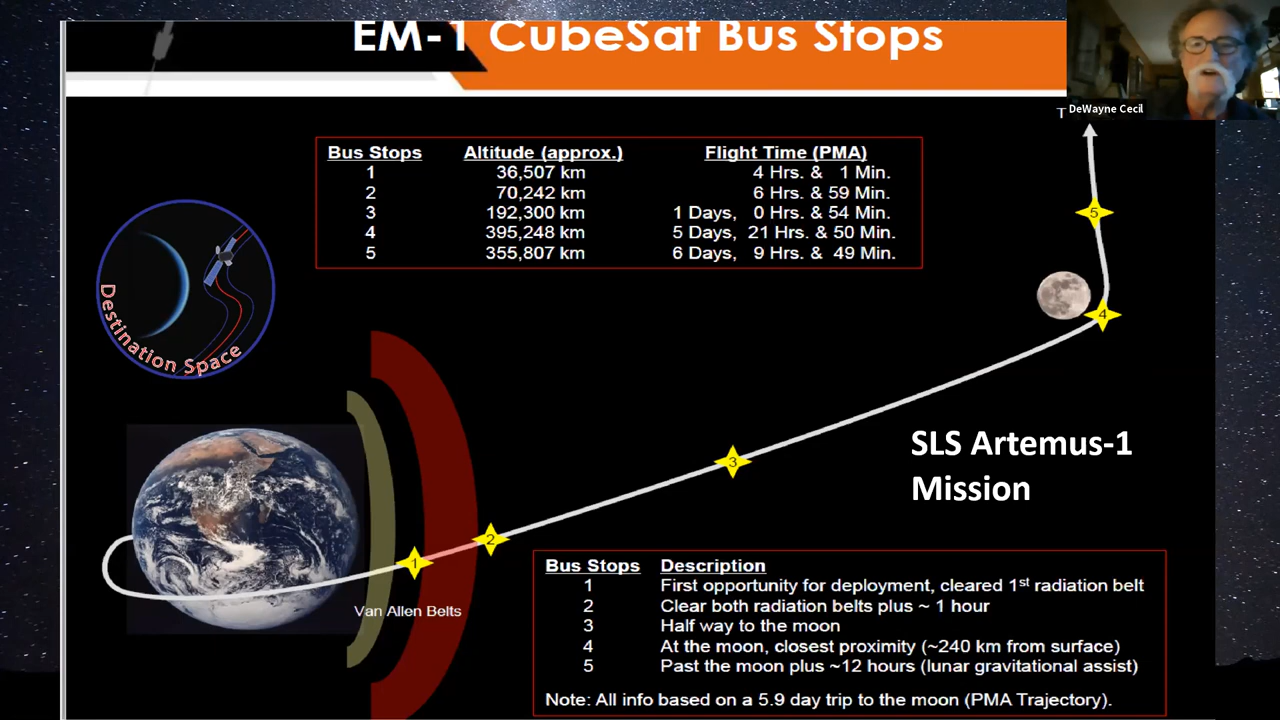 EM-1 CubeSat Bus Stops
DeWayne Cecil
T
Bus Stops Altitude (approx.) Flight Time (PMA)
1 36,507 km 4 Hrs. & 1 Min.
2 70,242 km 6 Hrs. & 59 Min.
3 192,300 km 1 Days, 0 Hrs. & 54 Min.
4 395,248 km 5 Days, 21 Hrs. & 50 Min.
5 355,807 km 6 Days, 9 Hrs. & 49 Min.
5
Destination Space
4
SLS Artemus-1
Mission
3
2
1
Van Allen Belts
Bus Stops Description
1 First opportunity for deployment, cleared 1st radiation belt
2 Clear both radiation belts plus ~ 1 hour
3 Half way to the moon
4 At the moon, closest proximity (~240 km from surface)
5 Past the moon plus ~12 hours (lunar gravitational assist)
Note: All info based on a 5.9 day trip to the moon (PMA Trajectory).